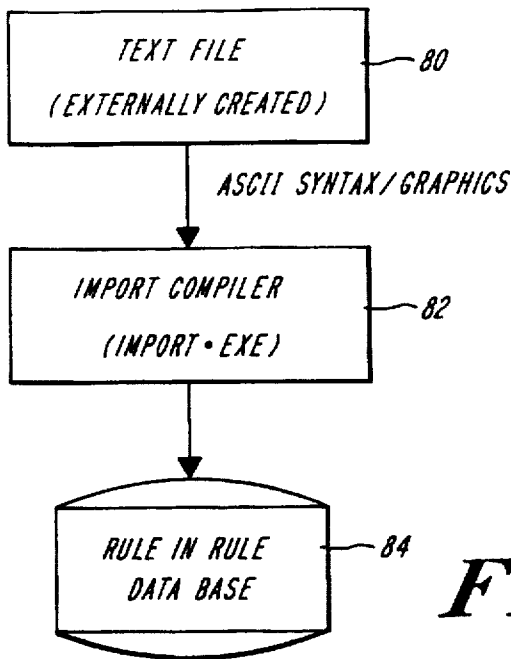 TEXT FILE
80
(EXTERNALLY CREATED)
ASCII SYNTAX/GRAPHICS
IMPORT COMPILER
82
(IMPORT•EXE)
RULE IN RULE
84
DATA BASE